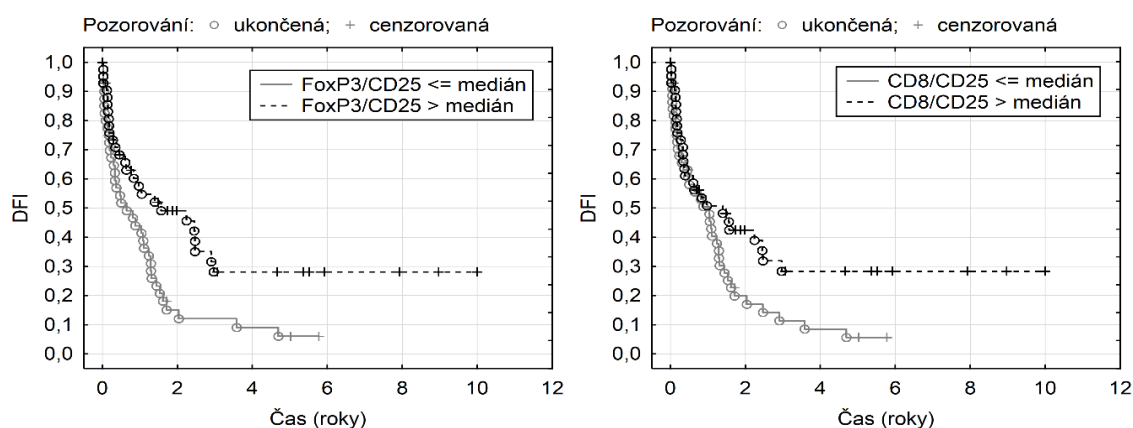 Pozorování: ukončená; cenzorovaná
1,0
0,9
0,8
0,7
0,6
0,5
0,4
0,3
0,2
0,1
0,0
DFI
FoxP3/CD25 <= medián
FoxP3/CD25 > medián
0 2 4 6 8 10 12
Čas (roky)
Pozorování: ukončená; cenzorovaná
1,0
0,9
0,8
0,7
0,6
0,5
0,4
0,3
0,2
0,1
0,0
DFI
CD8/CD25 <= medián
CD8/CD25 > medián
0 2 4 6 8 10 12
Čas (roky)